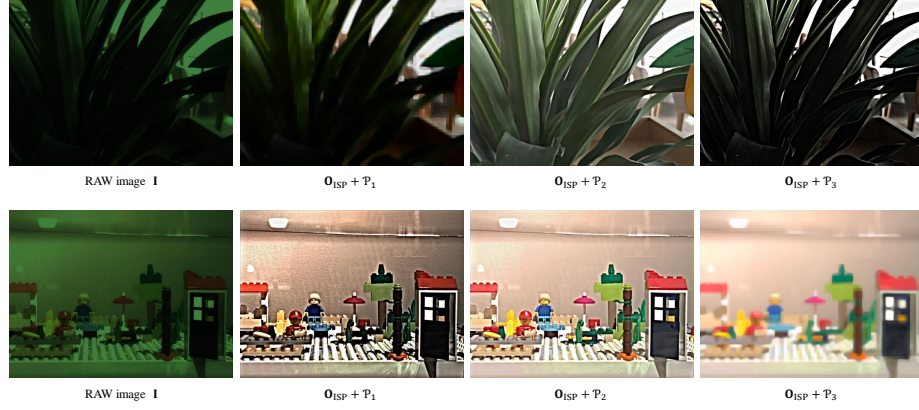 RAW image I
O_ISP + P_1
O_ISP + P_2
O_ISP + P_3
RAW image I
O_ISP + P_1
O_ISP + P_2
O_ISP + P_3